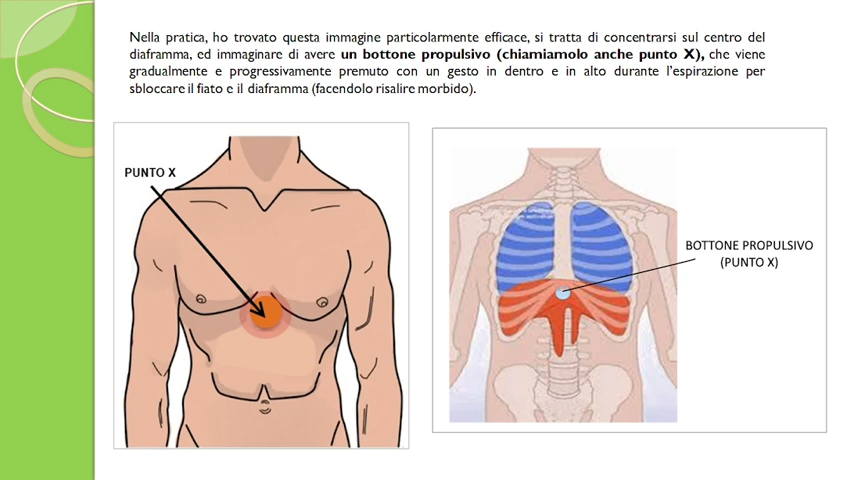 Nella pratica, ho trovato questa immagine particolarmente efficace, si tratta di concentrarsi sul centro del
diaframma, ed immaginare di avere un bottone propulsivo (chiamiamolo anche punto X), che viene
gradualmente e progressivamente premuto con un gesto in dentro e in alto durante l'espirazione per
sbloccare il fiato e il diaframma (facendolo risalire morbido).
PUNTO X
BOTTONE PROPULSIVO
(PUNTO X)